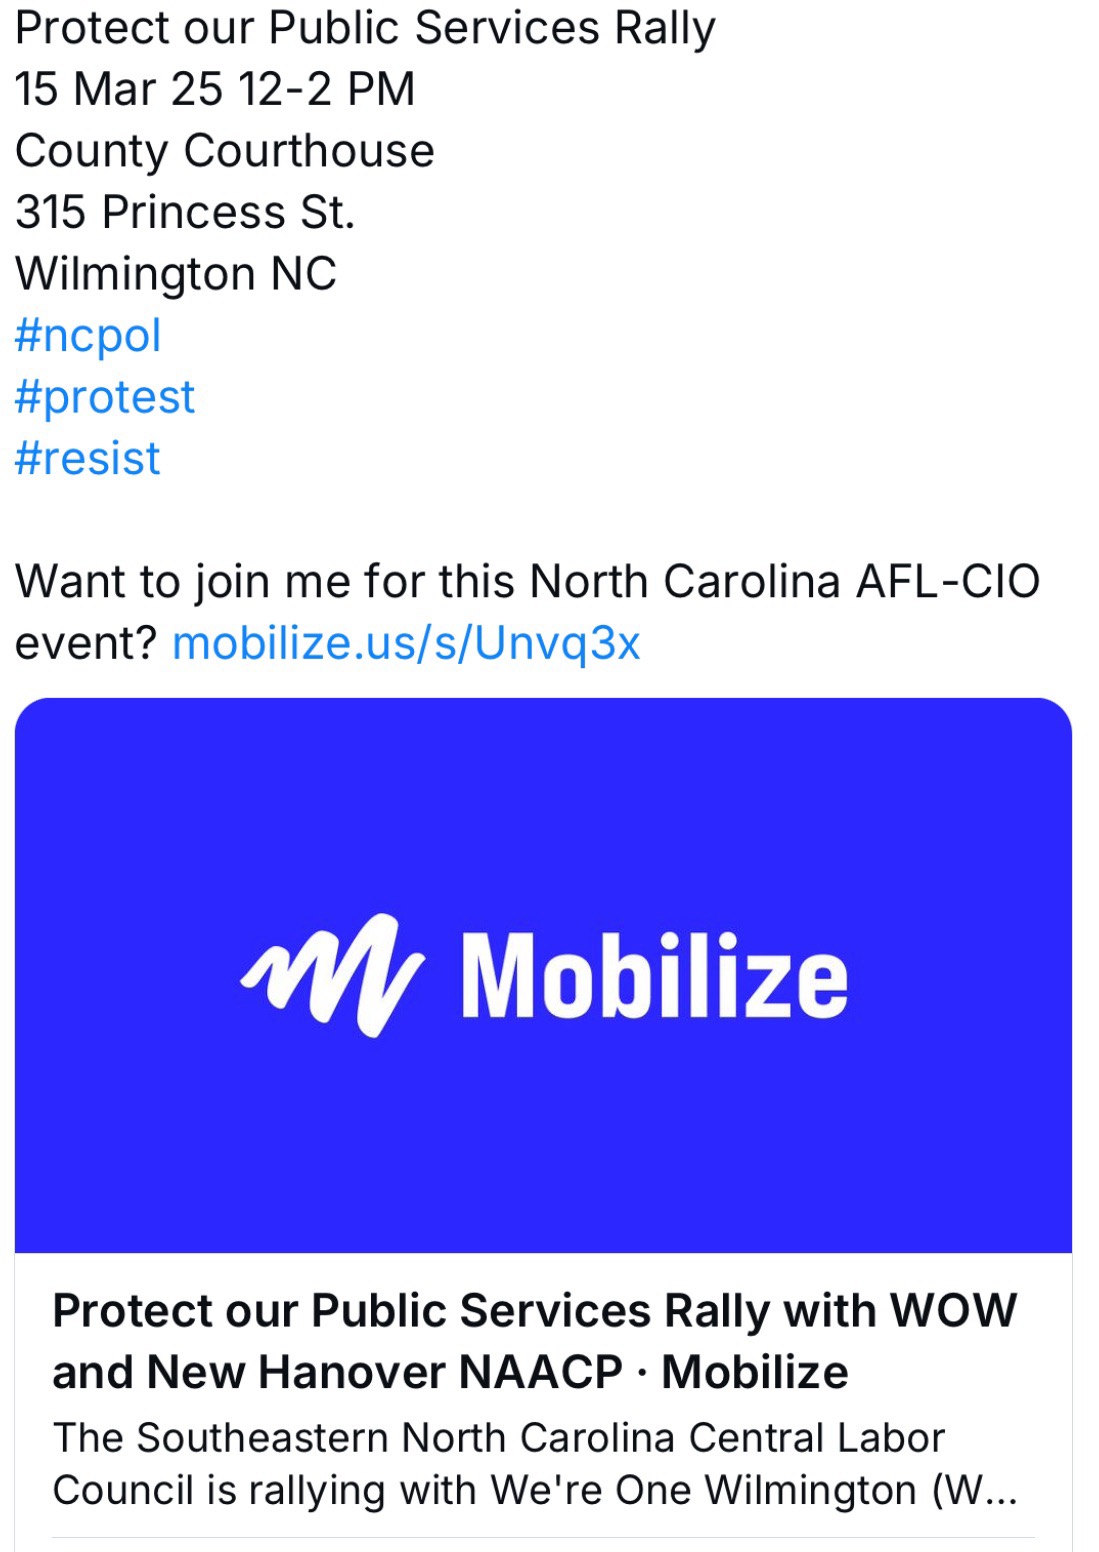 Protect our Public Services Rally
15 Mar 25 12-2 PM
County Courthouse
315 Princess St.
Wilmington NC
#ncpol
#protest
#resist
Want to join me for this North Carolina AFL-CIO
event? mobilize.us/s/Unvq3x
Mobilize
Protect our Public Services Rally with WOW
and New Hanover NAACP · Mobilize
The Southeastern North Carolina Central Labor
Council is rallying with We're One Wilmington (W...